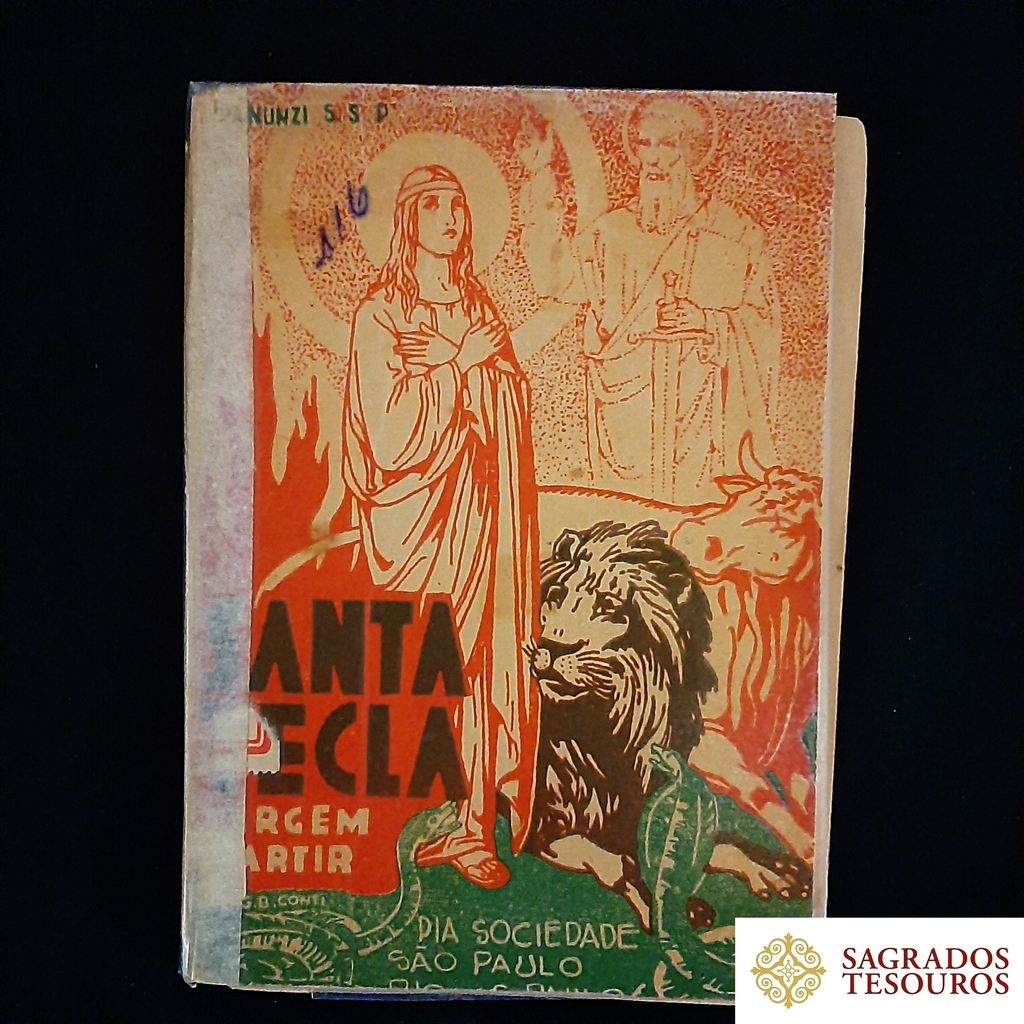 NUNZI S. S. P
116
ANTA
ECLA
RGEM
ARTIR
G.B. CONTI
PIA SOCIEDADE
SÃO PAULO
SAGRADOS
TESOUROS